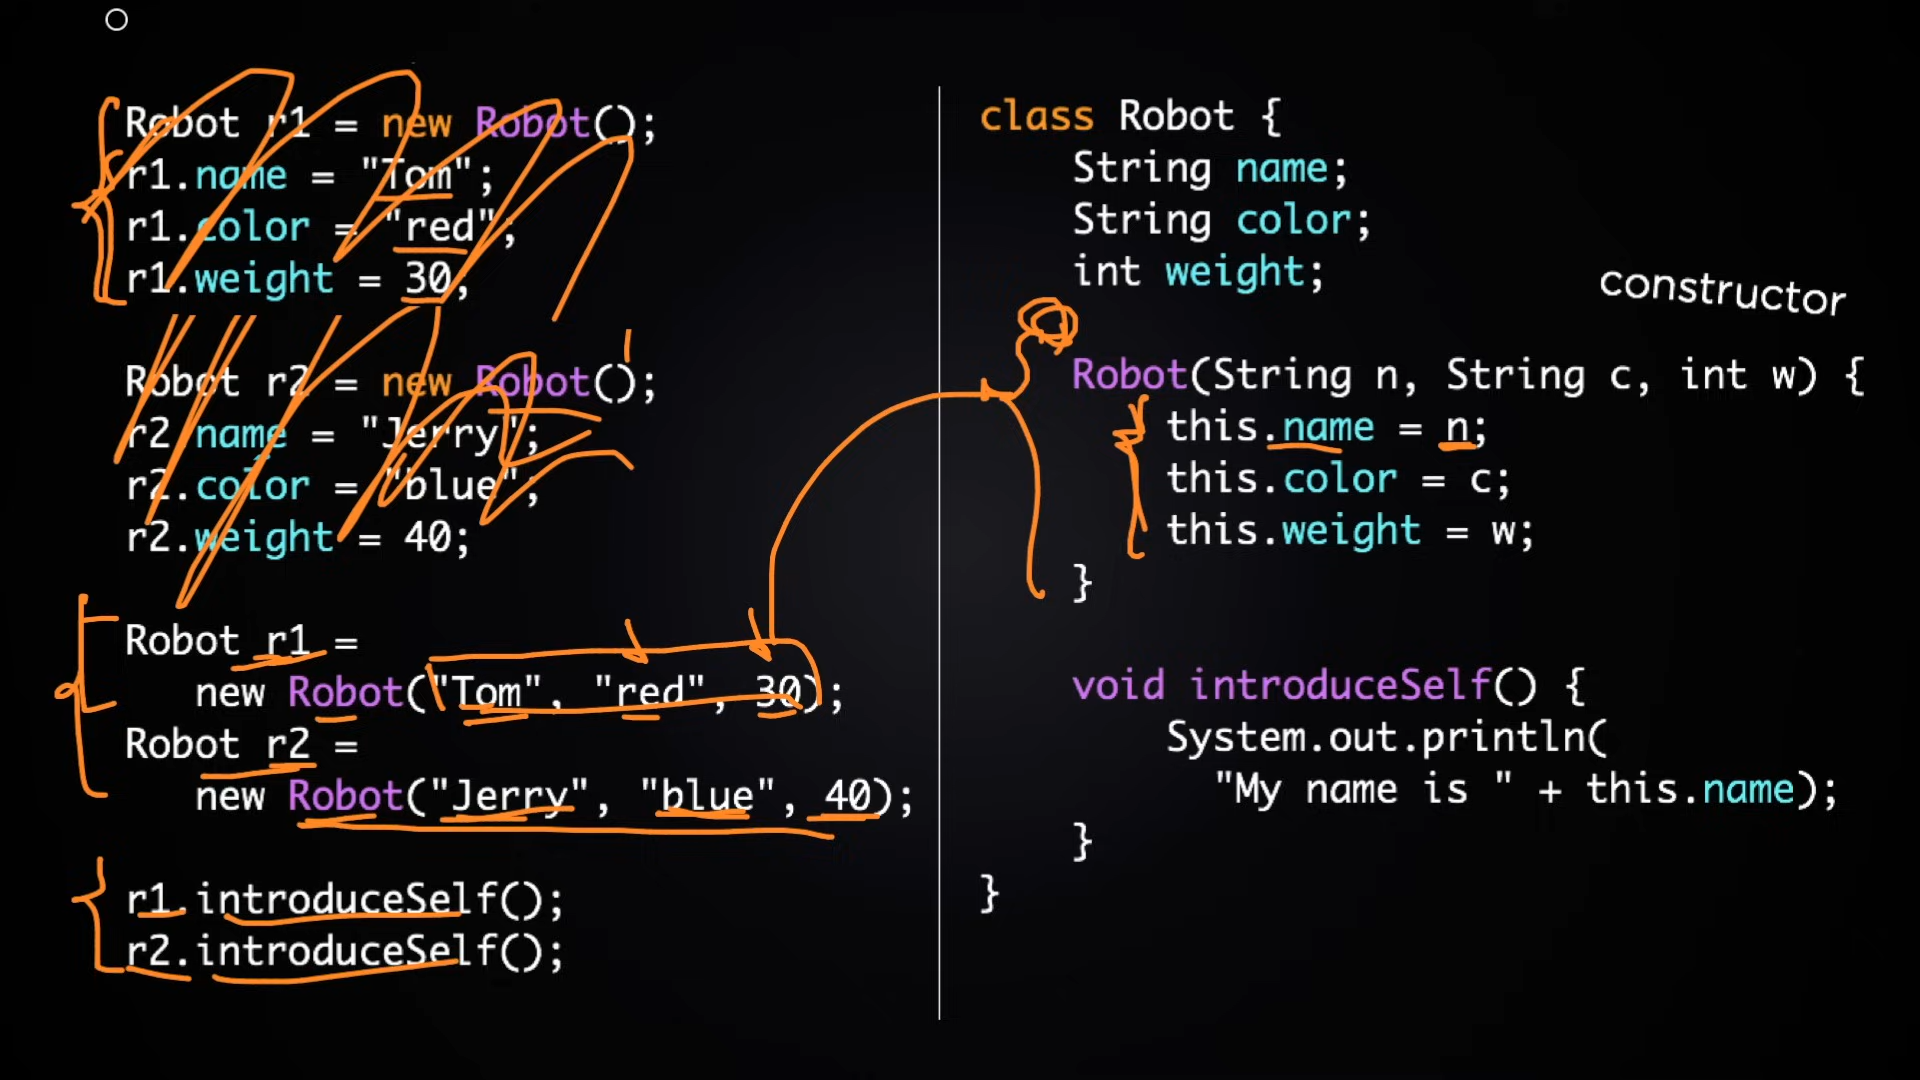 Robot r1 = new Robot();
r1.name = "Tom";
r1.color = "red";
r1.weight = 30;
Robot r2 = new Robot();
r2.name = "Jerry";
r2.color = "blue";
r2.weight = 40;
Robot r1 =
new Robot("Tom", "red", 30);
Robot r2 =
new Robot("Jerry", "blue", 40);
r1.introduceSelf();
r2.introduceSelf();
class Robot {
String name;
String color;
int weight;
constructor
Robot(String n, String c, int w) {
this.name = n;
this.color = c;
this.weight = w;
}
void introduceSelf() {
System.out.println(
"My name is " + this.name);
}
}